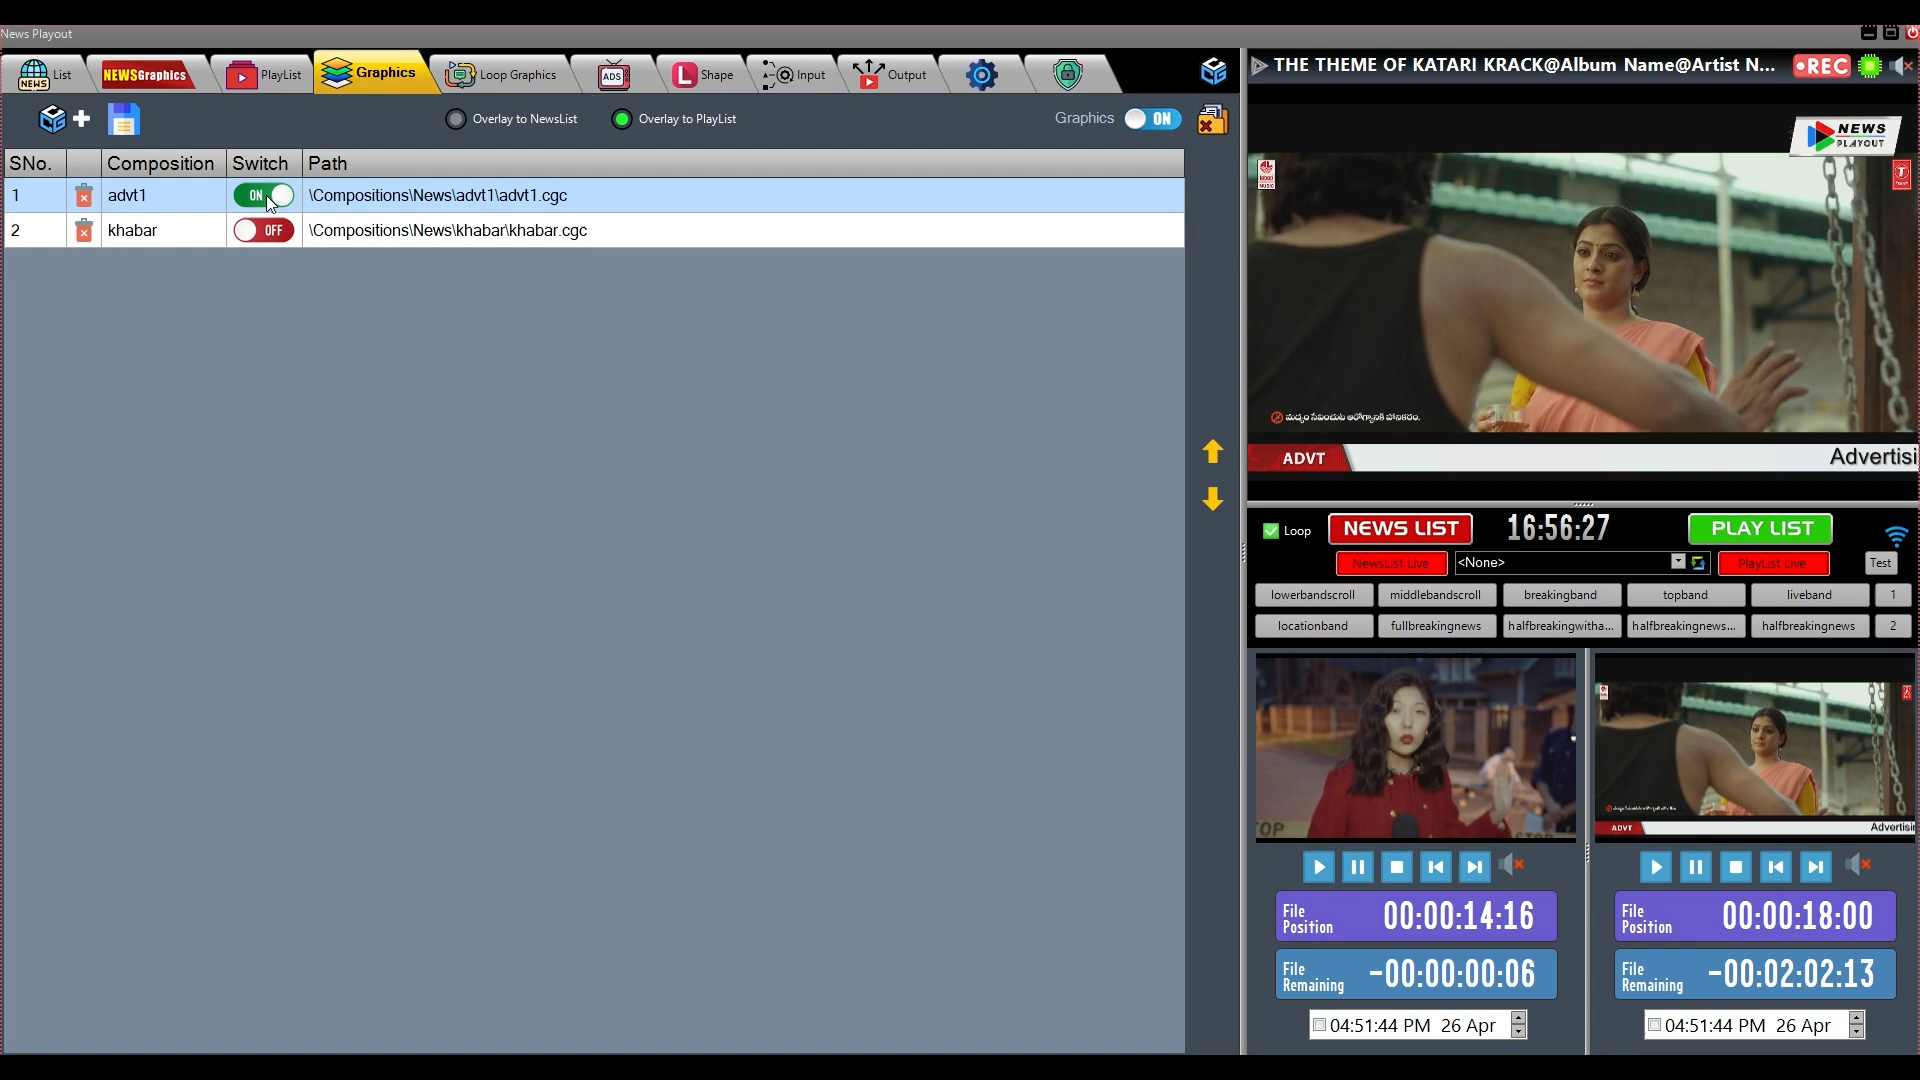 News Playout
NEWS
List
NEWSGraphics
PlayList
Graphics
Loop Graphics
ADS
L Shape
Input
Output
Overlay to NewsList
Overlay to PlayList
Graphics ON
SNo. Composition Switch Path
1 advt1 ON \Compositions\News\advt1\advt1.cgc
2 khabar OFF \Compositions\News\khabar\khabar.cgc
THE THEME OF KATARI KRACK@Album Name@Artist N...
REC
NEWS
PLAYOUT
మద్యం సేవించుట ఆరోగ్యానికి హానికరం.
ADVT
Advertisi
Loop
NEWS LIST
16:56:27
PLAY LIST
NewsList Live
<None>
PlayList Live
Test
lowerbandscroll middlebandscroll breakingband topband liveband 1
locationband fullbreakingnews halfbreakingwitha... halfbreakingnews... halfbreakingnews 2
ADVT
Advertisin
File
Position
00:00:14:16
File
Remaining
-00:00:00:06
04:51:44 PM 26 Apr
File
Position
00:00:18:00
File
Remaining
-00:02:02:13
04:51:44 PM 26 Apr